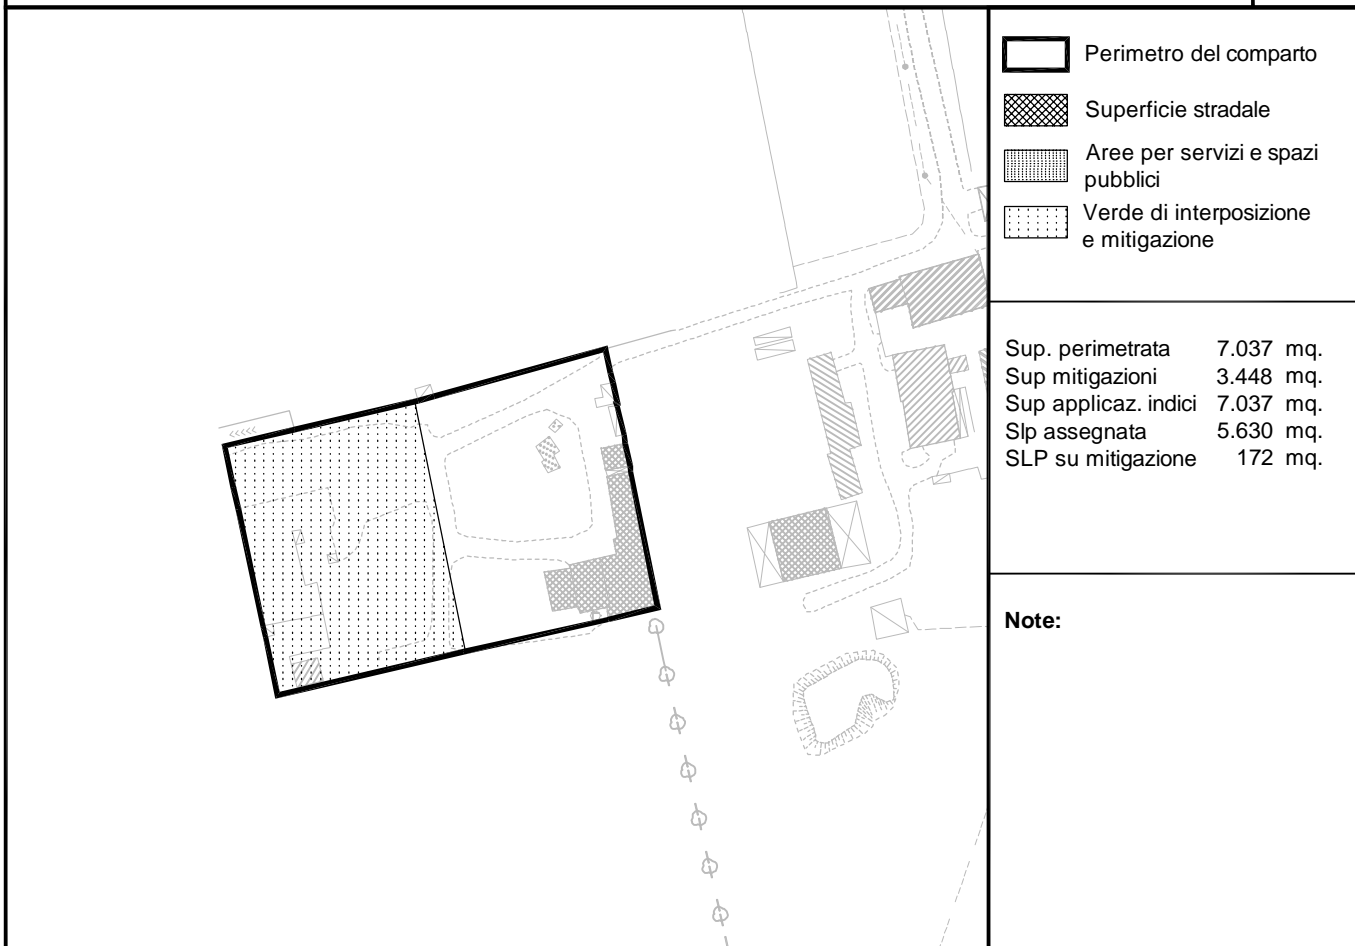 Perimetro del comparto
Superficie stradale
Aree per servizi e spazi
pubblici
Verde di interposizione
e mitigazione
Sup. perimetrata 7.037 mq.
Sup mitigazioni 3.448 mq.
Sup applicaz. indici 7.037 mq.
Slp assegnata 5.630 mq.
SLP su mitigazione 172 mq.
Note: